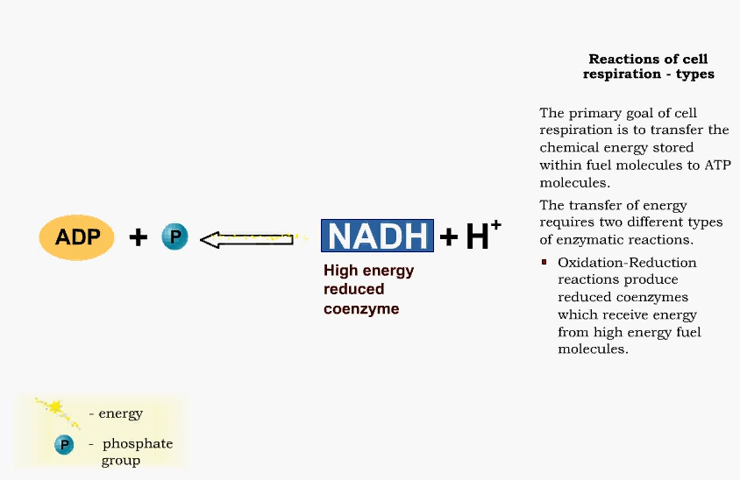 Reactions of cell
respiration - types
The primary goal of cell
respiration is to transfer the
chemical energy stored
within fuel molecules to ATP
molecules.
The transfer of energy
requires two different types
of enzymatic reactions.
Oxidation-Reduction
reactions produce
reduced coenzymes
which receive energy
from high energy fuel
molecules.
ADP + P NADH + H+
High energy
reduced
coenzyme
- energy
P - phosphate
group